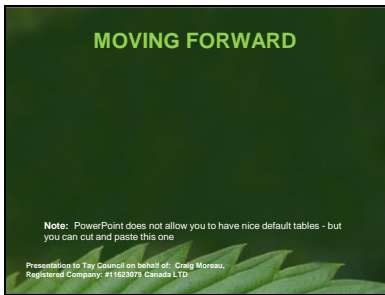 MOVING FORWARD
Note: PowerPoint does not allow you to have nice default tables - but
you can cut and paste this one
Presentation to Tay Council on behalf of: Craig Moreau,
Registered Company: #11623079 Canada LTD